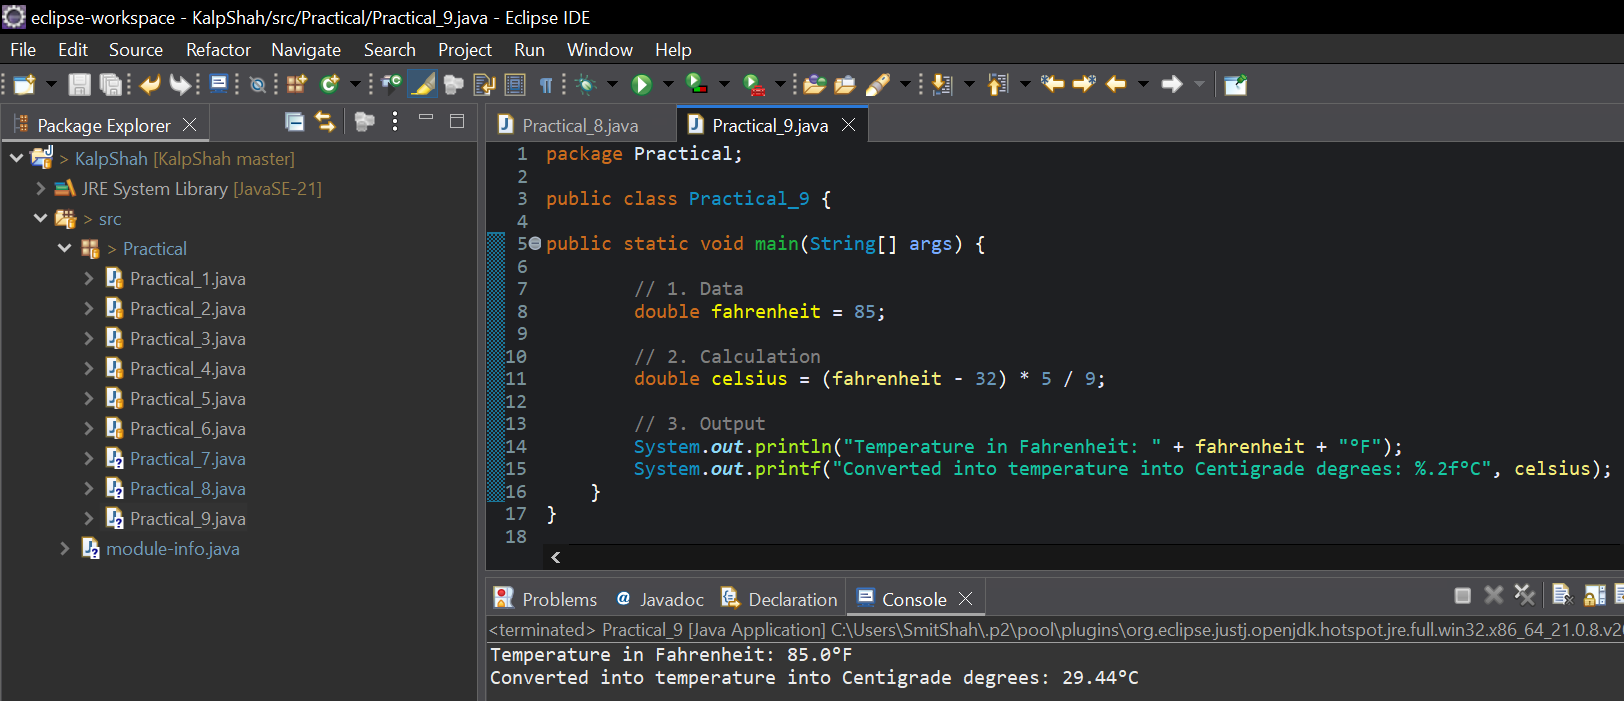 eclipse-workspace - KalpShah/src/Practical/Practical_9.java - Eclipse IDE
File Edit Source Refactor Navigate Search Project Run Window Help
Package Explorer
> KalpShah [KalpShah master]
JRE System Library [JavaSE-21]
> src
> Practical
Practical_1.java
Practical_2.java
Practical_3.java
Practical_4.java
Practical_5.java
Practical_6.java
Practical_7.java
Practical_8.java
Practical_9.java
module-info.java
Practical_8.java Practical_9.java
1 package Practical;
2
3 public class Practical_9 {
4
5 public static void main(String[] args) {
6
7 // 1. Data
8 double fahrenheit = 85;
9
10 // 2. Calculation
11 double celsius = (fahrenheit - 32) * 5 / 9;
12
13 // 3. Output
14 System.out.println("Temperature in Fahrenheit: " + fahrenheit + "°F");
15 System.out.printf("Converted into temperature into Centigrade degrees: %.2f°C", celsius);
16 }
17 }
18
Problems @ Javadoc Declaration Console
<terminated> Practical_9 [Java Application] C:\Users\SmitShah\.p2\pool\plugins\org.eclipse.justj.openjdk.hotspot.jre.full.win32.x86_64_21.0.8.v20
Temperature in Fahrenheit: 85.0°F
Converted into temperature into Centigrade degrees: 29.44°C